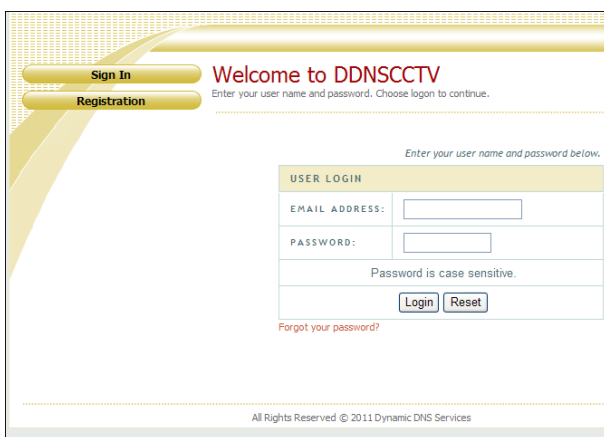 Sign In
Registration
Welcome to DDNSCCTV
Enter your user name and password. Choose logon to continue.
Enter your user name and password below.
USER LOGIN
EMAIL ADDRESS:
PASSWORD:
Password is case sensitive.
Login Reset
Forgot your password?
All Rights Reserved © 2011 Dynamic DNS Services